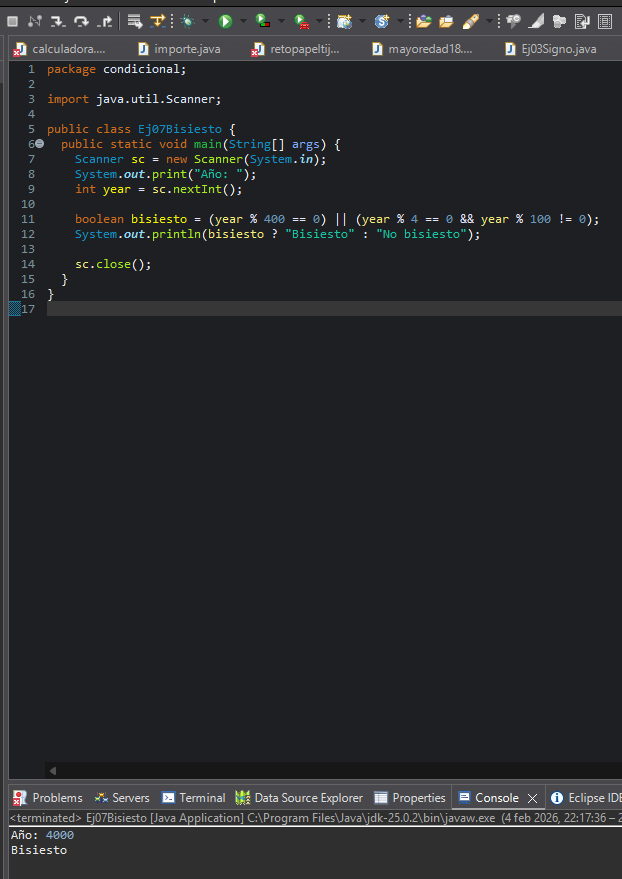 calculadora....
importe.java
retopapeltij...
mayoredad18....
Ej03Signo.java
1 package condicional;
2
3 import java.util.Scanner;
4
5 public class Ej07Bisiesto {
6 public static void main(String[] args) {
7 Scanner sc = new Scanner(System.in);
8 System.out.print("Año: ");
9 int year = sc.nextInt();
10
11 boolean bisiesto = (year % 400 == 0) || (year % 4 == 0 && year % 100 != 0);
12 System.out.println(bisiesto ? "Bisiesto" : "No bisiesto");
13
14 sc.close();
15 }
16 }
17
Problems
Servers
Terminal
Data Source Explorer
Properties
Console
Eclipse IDE
<terminated> Ej07Bisiesto [Java Application] C:\Program Files\Java\jdk-25.0.2\bin\javaw.exe (4 feb 2026, 22:17:36 – 2
Año: 4000
Bisiesto